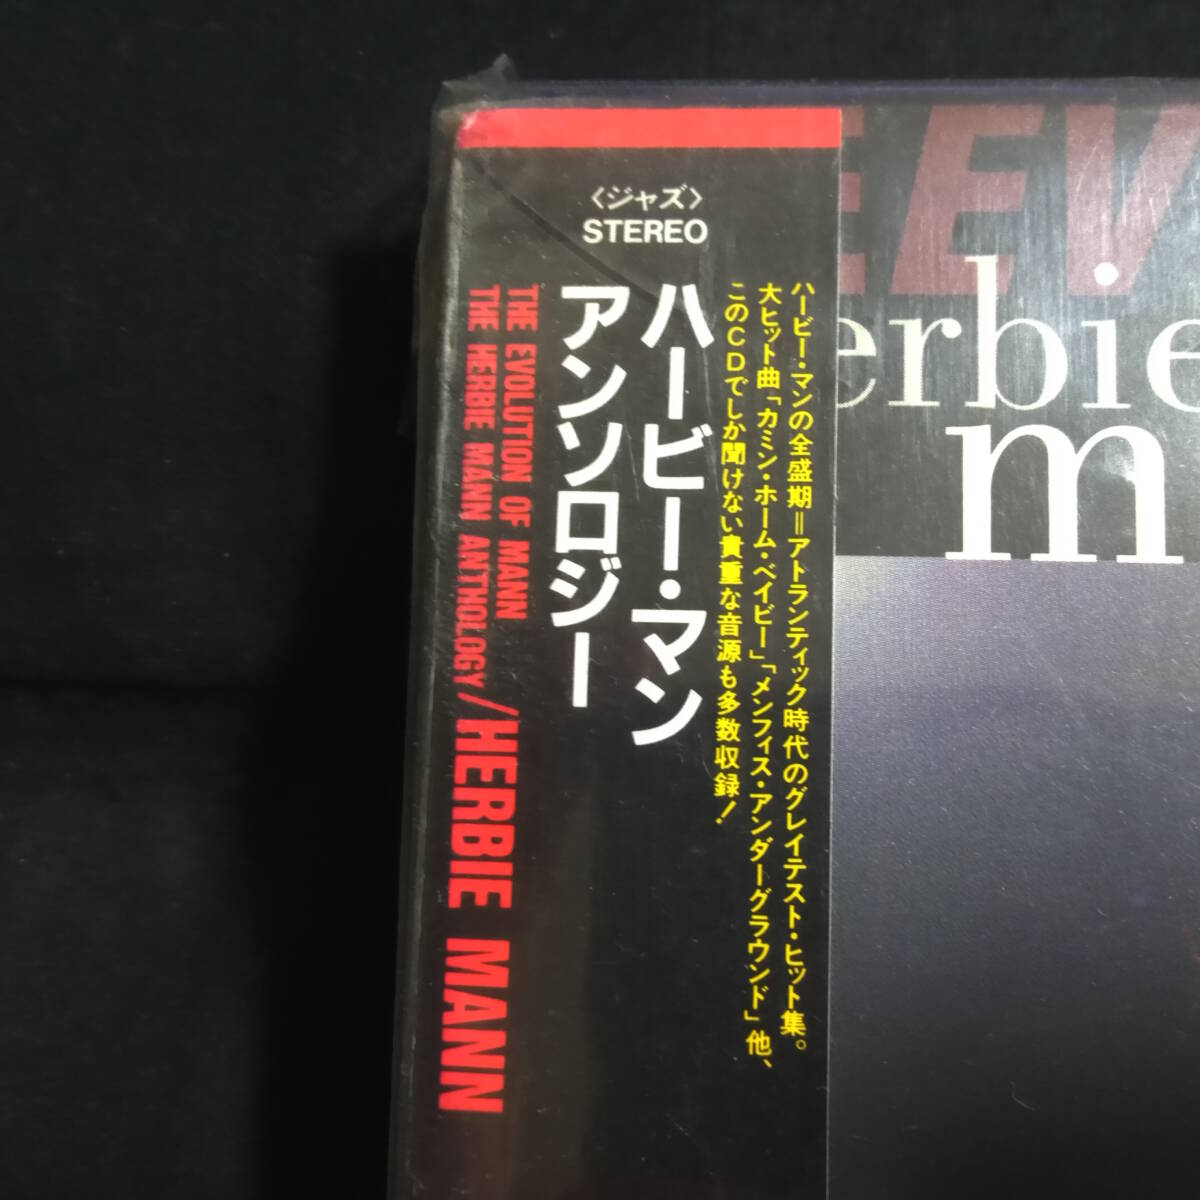 〈ジャズ〉
STEREO
ハービー・マンの全盛期=アトランティック時代のグレイテスト・ヒット集。
大ヒット曲「カミン・ホーム・ベイビー」「メンフィス・アンダーグラウンド」他、
このCDでしか聞けない貴重な音源も多数収録!
ハービー・マン
アンソロジー
THE EVOLUTION OF MANN
THE HERBIE MANN ANTHOLOGY/HERBIE MANN
EEV
erbie
m